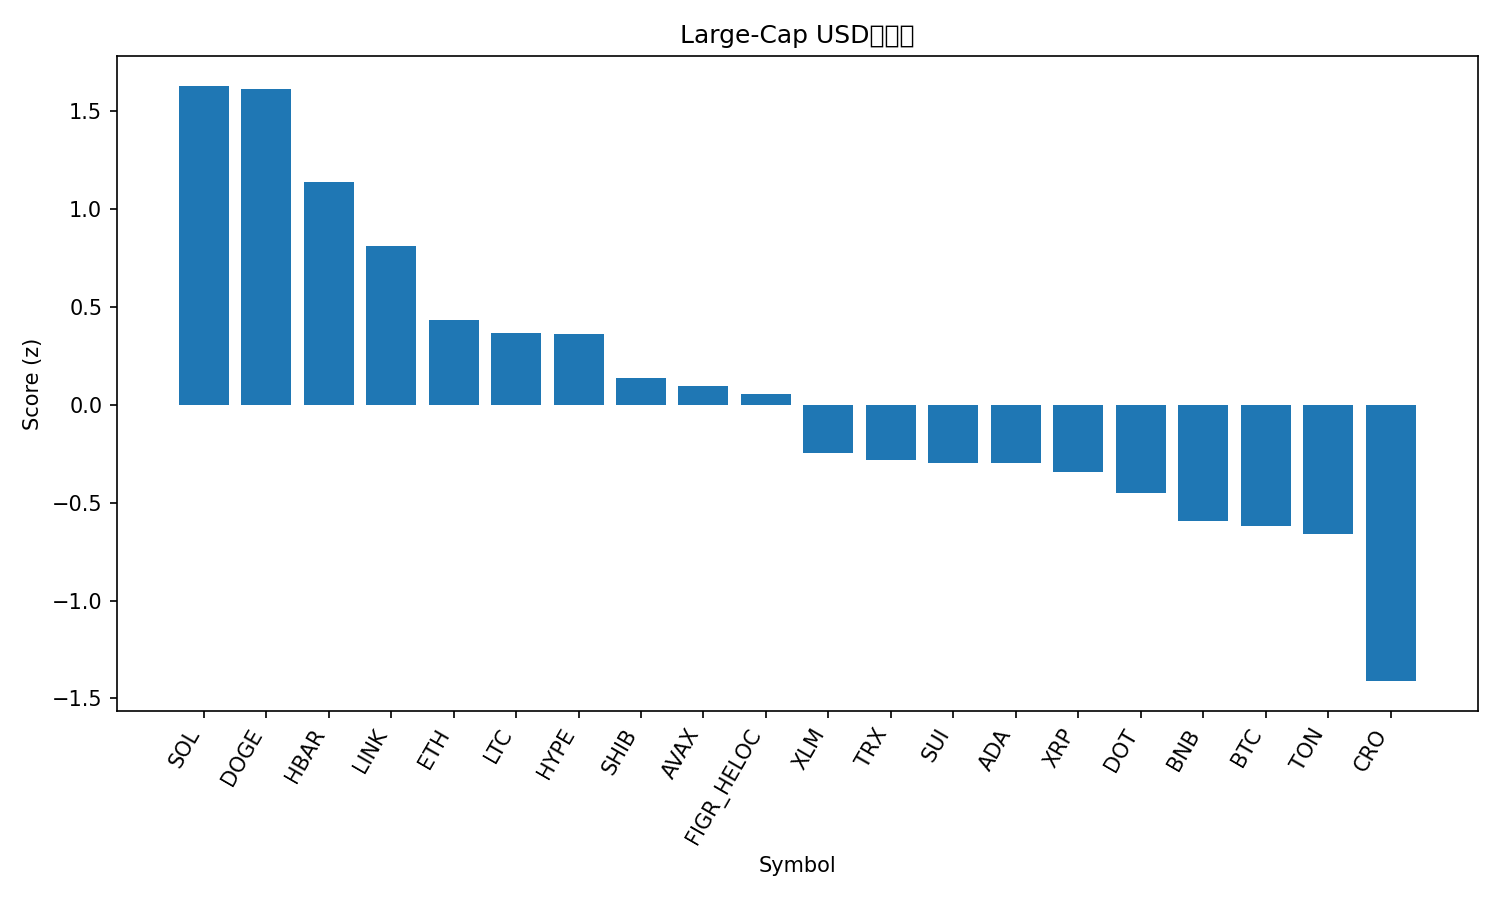 Large-Cap USD
Score (z)
1.5
1.0
0.5
0.0
−0.5
−1.0
−1.5
SOL
DOGE
HBAR
LINK
ETH
LTC
HYPE
SHIB
AVAX
FIGR_HELOC
XLM
TRX
SUI
ADA
XRP
DOT
BNB
BTC
TON
CRO
Symbol